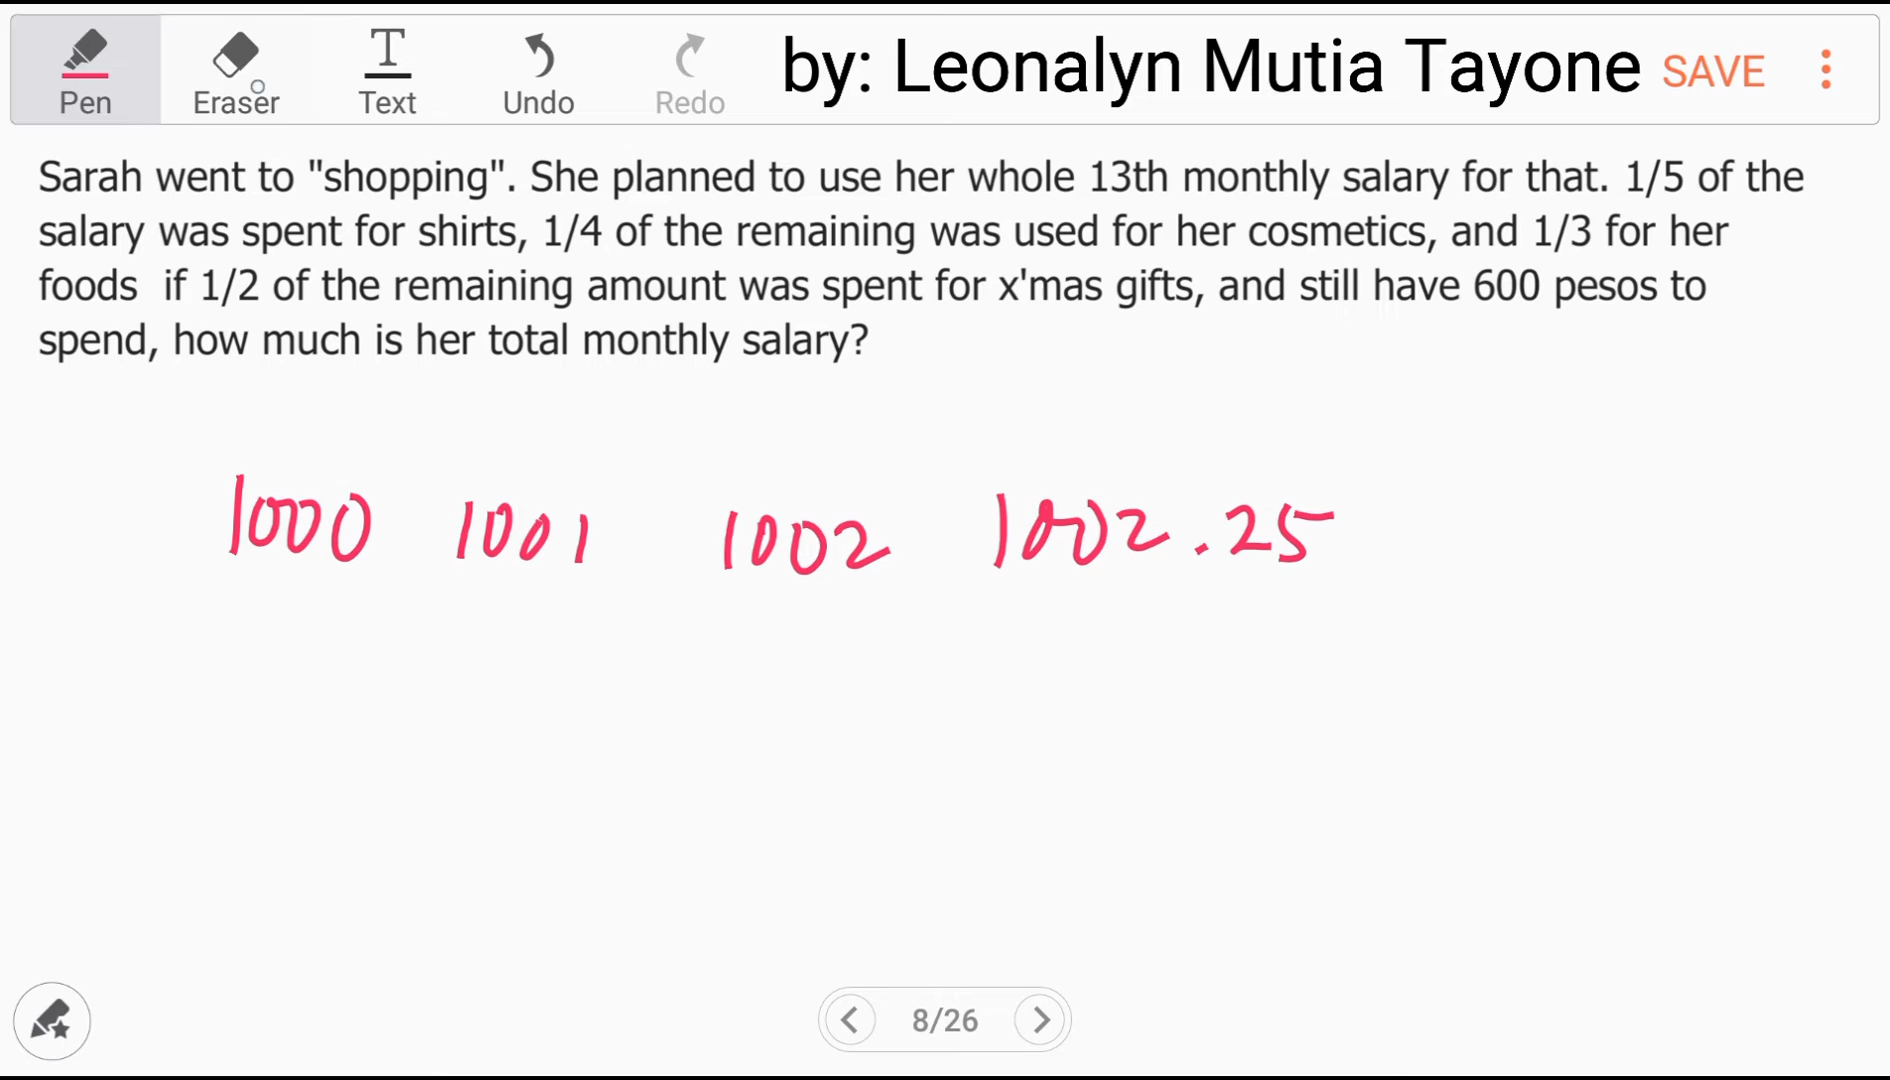 Pen Eraser Text Undo Redo by: Leonalyn Mutia Tayone SAVE
Sarah went to "shopping". She planned to use her whole 13th monthly salary for that. 1/5 of the
salary was spent for shirts, 1/4 of the remaining was used for her cosmetics, and 1/3 for her
foods  if 1/2 of the remaining amount was spent for x'mas gifts, and still have 600 pesos to
spend, how much is her total monthly salary?
1000 1001 1002 1002.25
8/26